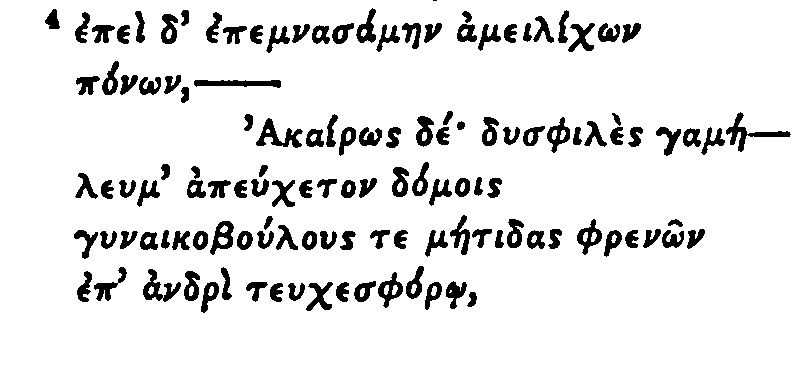 4 ἐπεὶ δ’ ἐπεμνασάμην ἀμειλίχων
πόνων,——
’Ακαίρως δέ· δυσφιλὲς γαμή—
λευμ’ ἀπεύχετον δόμοις
γυναικοβούλους τε μήτιδας φρενῶν
ἐπ’ ἀνδρὶ τευχεσφόρῳ,